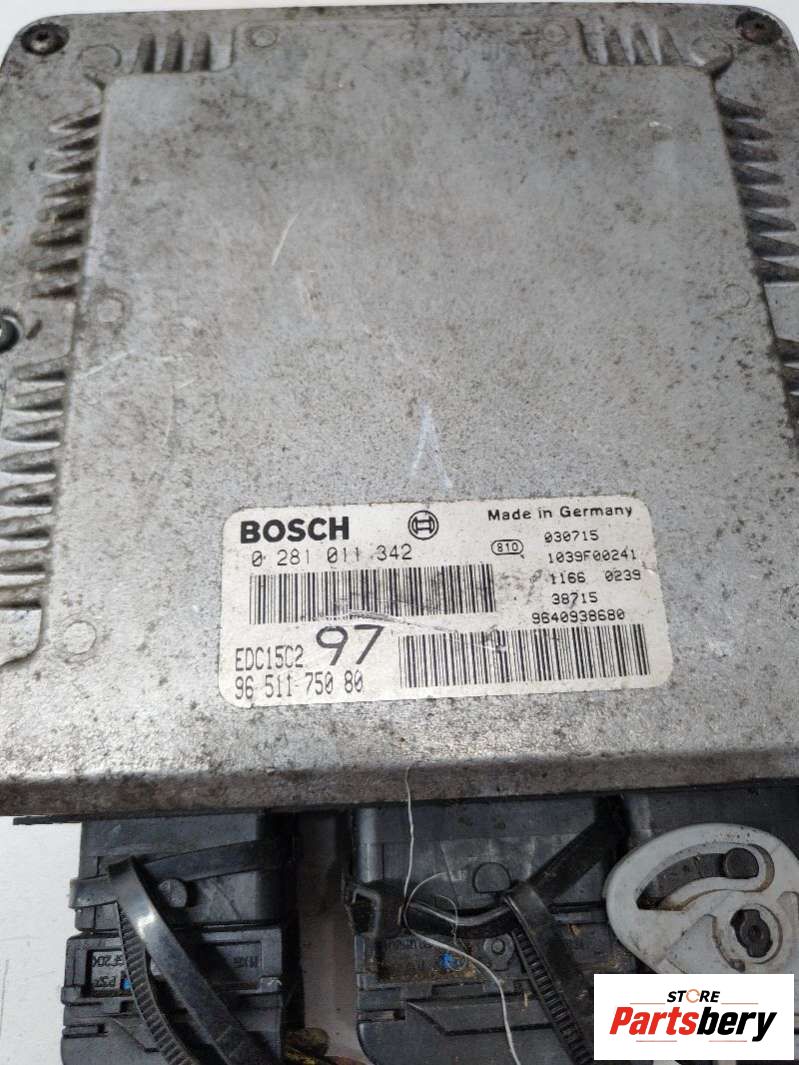 BOSCH
Made in Germany
0 281 011 342
810
030715
1039F00241
1166 0239
38715
9640938680
EDC15C2
97
96 511 750 80
STORE
Partsbery